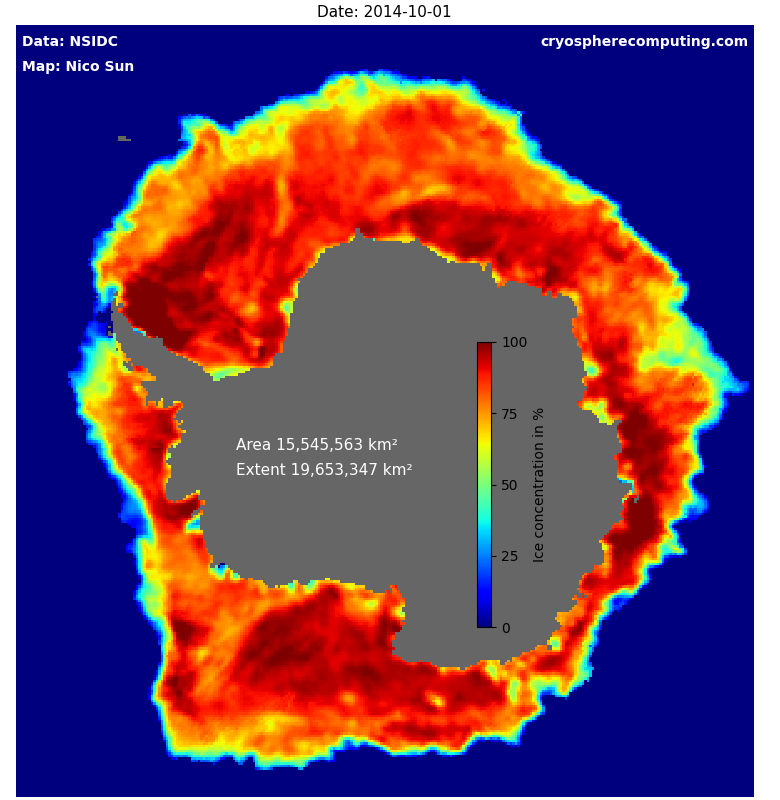 Date: 2014-10-01
Data: NSIDC
cryospherecomputing.com
Map: Nico Sun
100
75
50
25
0
Ice concentration in %
Area 15,545,563 km²
Extent 19,653,347 km²